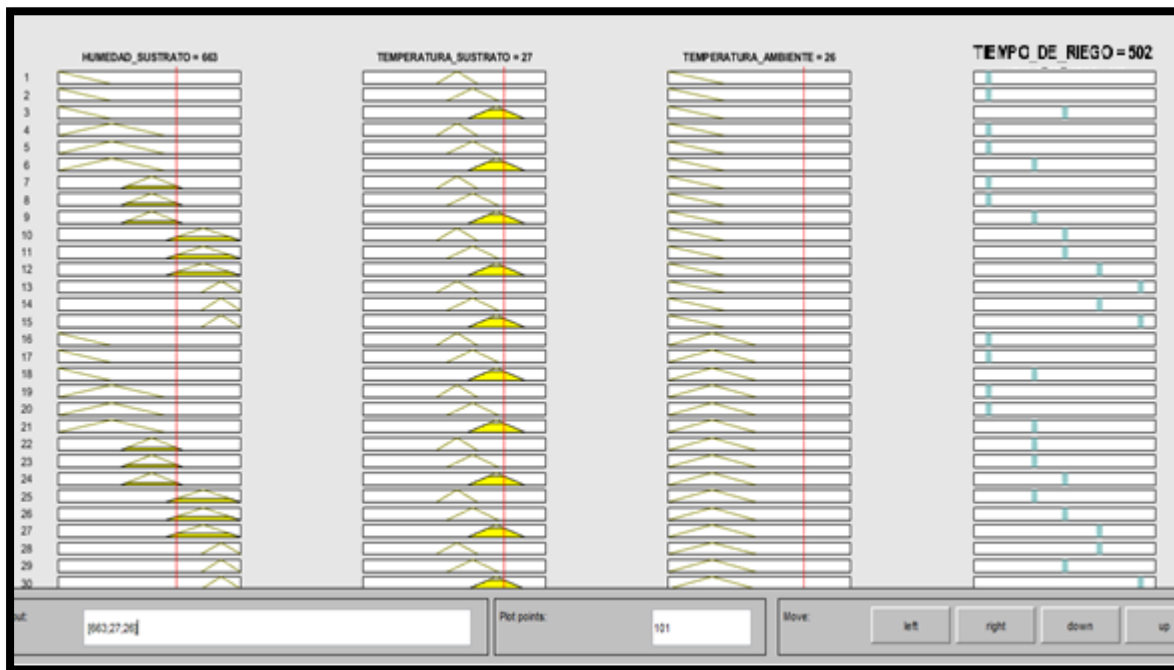 HUMEDAD_SUSTRATO = 663
TEMPERATURA_SUSTRATO = 27
TEMPERATURA_AMBIENTE = 26
TIEMPO_DE_RIEGO = 502
1
2
3
4
5
6
7
8
9
10
11
12
13
14
15
16
17
18
19
20
21
22
23
24
25
26
27
28
29
30
out:
[663;27;26]
Plot points:
101
Move:
left
right
down
up